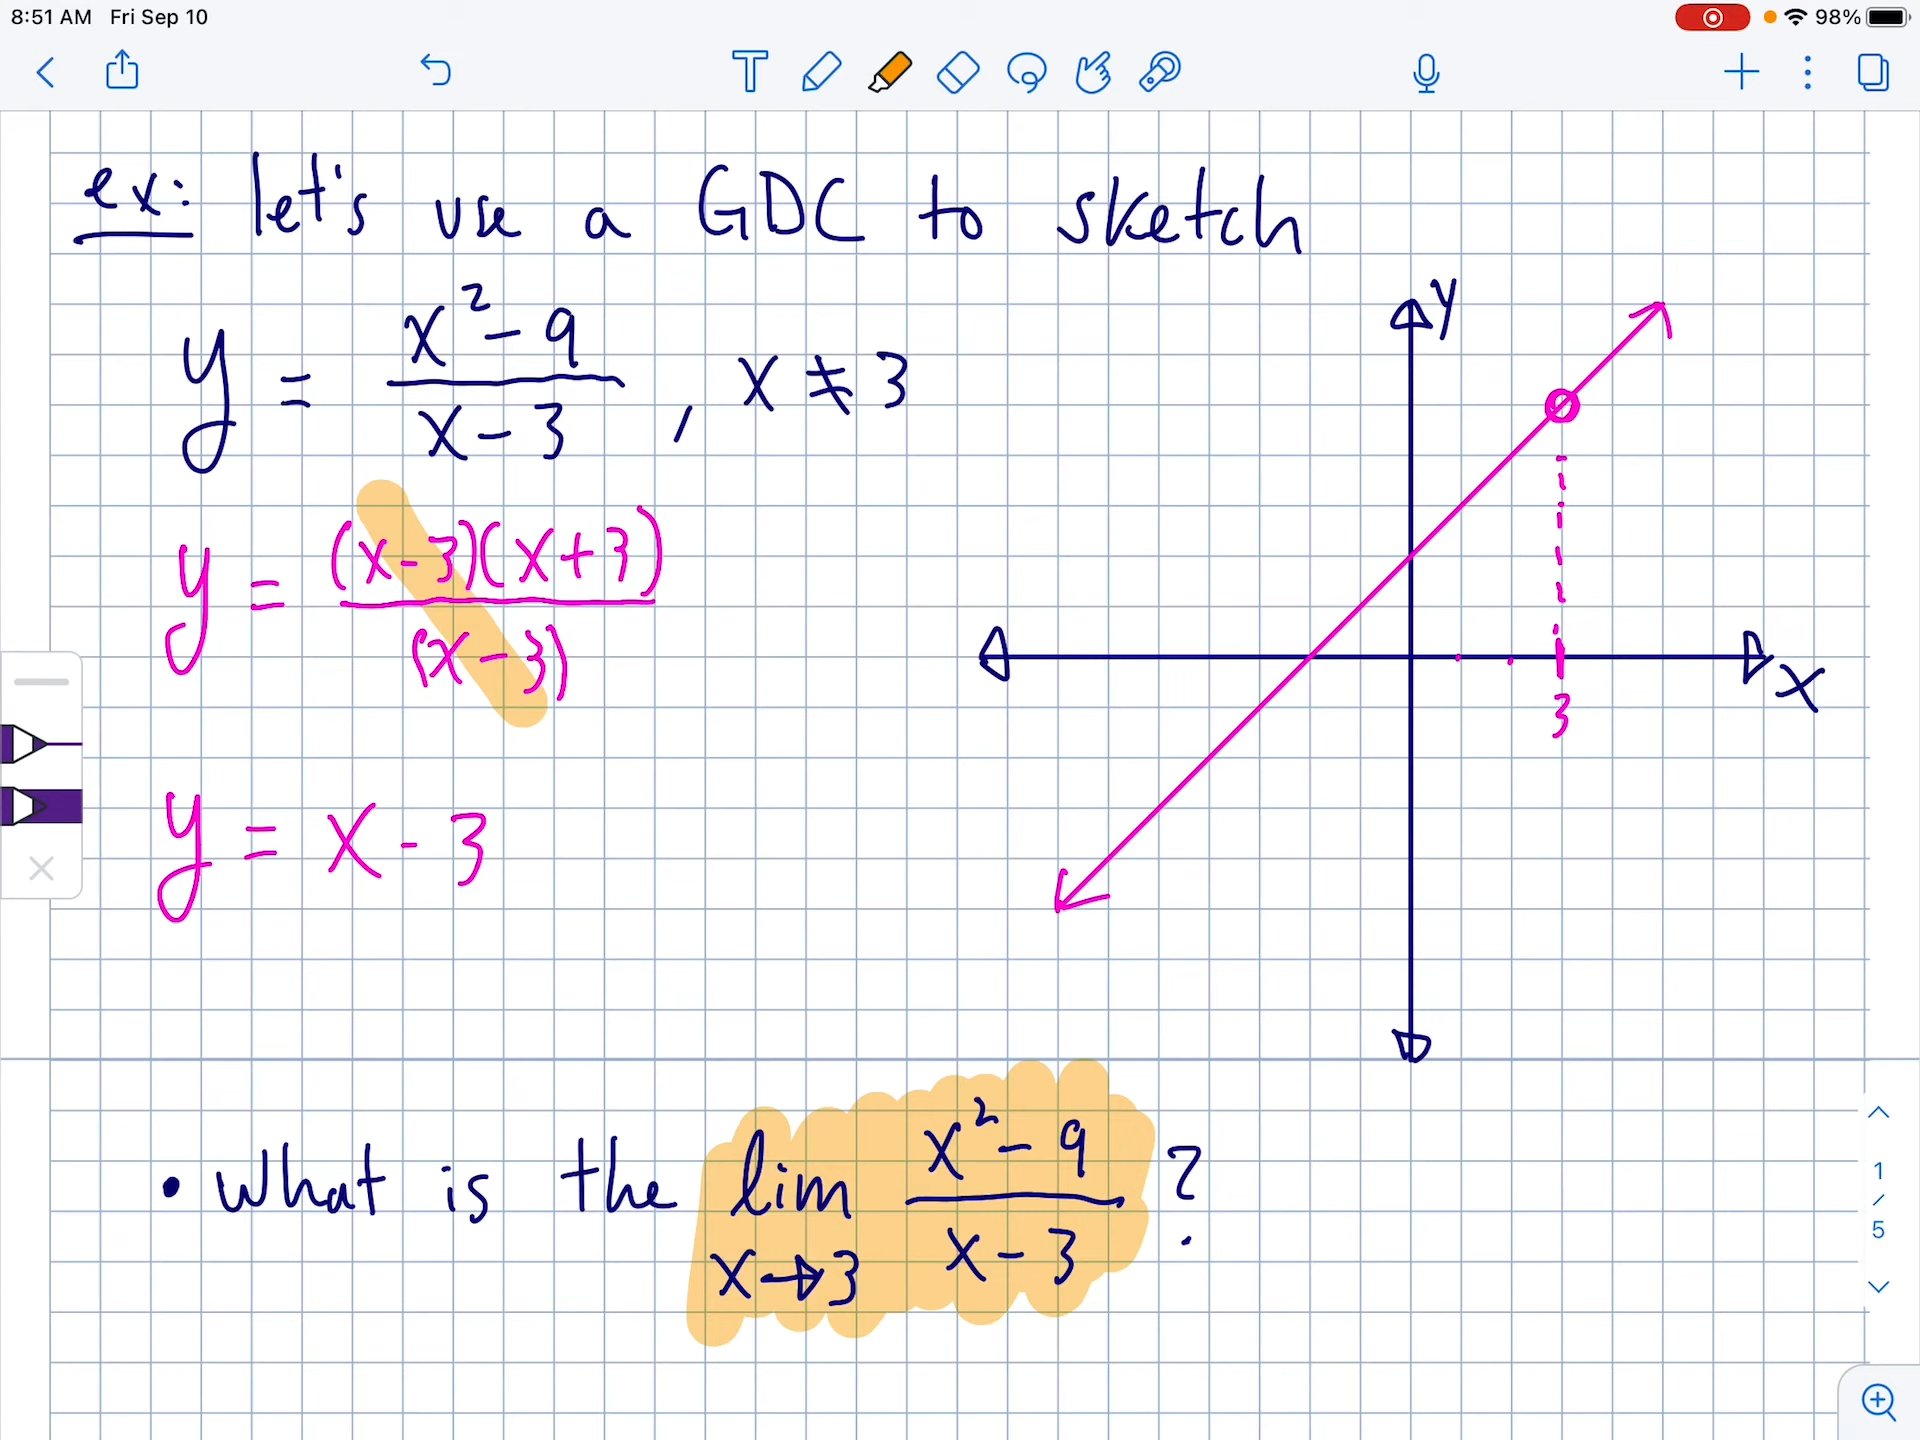 8:51 AM Fri Sep 10
98%
T
ex: let's use a GDC to sketch
y = x² - 9 / x - 3 , x ≠ 3
y = (x - 3)(x + 3) / (x - 3)
y = x - 3
y
x
3
• What is the lim x→3 x² - 9 / x - 3 ?
1
/
5